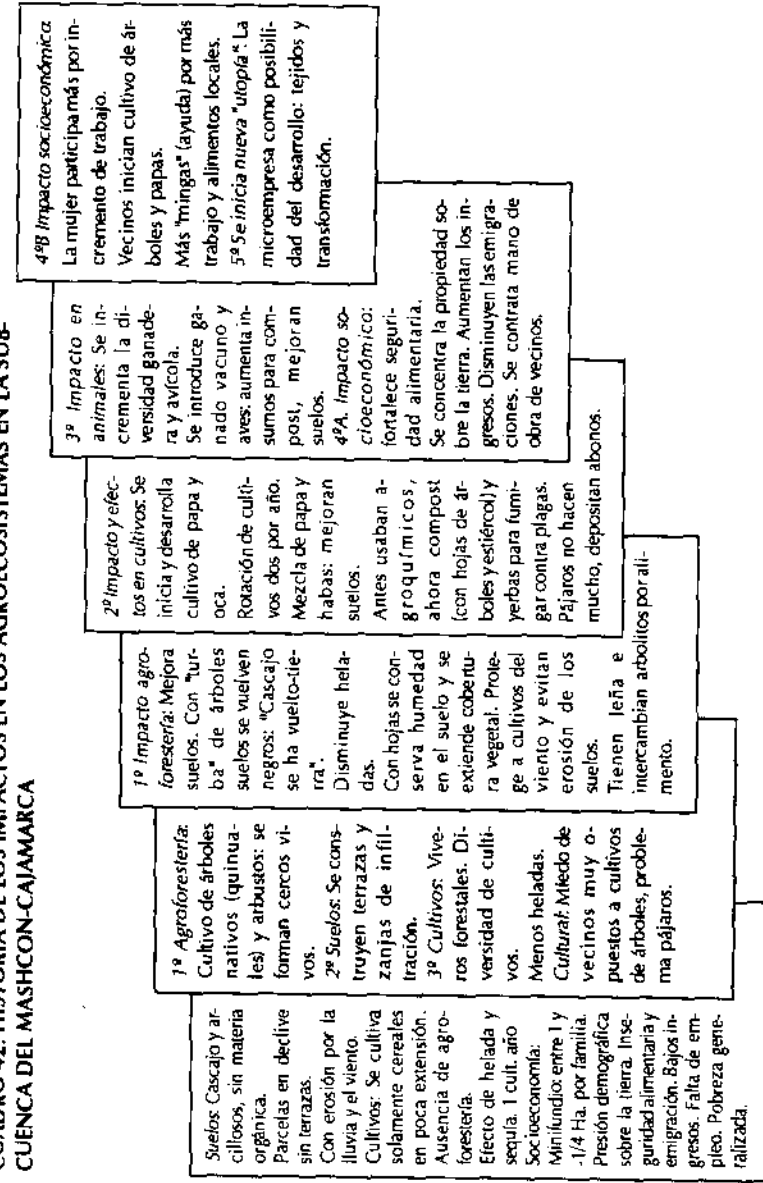 CUADRO 42: HISTORIA DE LOS IMPACTOS EN LOS AGROECOSISTEMAS EN LA SUB-
CUENCA DEL MASHCON-CAJAMARCA
Suelos: Cascajo y ar-
cillosos, sin materia
orgánica.
Parcelas en declive
sin terrazas.
Con erosión por la
lluvia y el viento.
Cultivos: Se cultiva
solamente cereales
en poca extensión.
Ausencia de agro-
forestería.
Efecto de helada y
sequía. 1 cult. año
Socioeconomía:
Minifundio: entre 1 y
-1/4 Ha. por familia.
Presión demográfica
sobre la tierra. Inse-
guridad alimentaria y
emigración. Bajos in-
gresos. Falta de em-
pleo. Pobreza gene-
ralizada.
1º Agroforestería:
Cultivo de árboles
nativos (quinua-
les) y arbustos: se
forman cercos vi-
vos.
2º Suelos: Se cons-
truyen terrazas y
zanjas de infil-
tración.
3º Cultivos: Vive-
ros forestales. Di-
versidad de culti-
vos.
Menos heladas.
Cultural: Miedo de
vecinos muy o-
puestos a cultivos
de árboles, proble-
ma pájaros.
1º Impacto agro-
forestería: Mejora
suelos. Con "tur-
ba" de árboles
suelos se vuelven
negros: "Cascajo
se ha vuelto-tie-
rra".
Disminuye hela-
das.
Con hojas se con-
serva humedad
en el suelo y se
extiende cobertu-
ra vegetal. Prote-
ge a cultivos del
viento y evitan
erosión de los
suelos.
Tienen leña e
intercambian arbolitos por ali-
mento.
2º Impacto y efec-
tos en cultivos: Se
inicia y desarrolla
cultivo de papa y
oca.
Rotación de culti-
vos dos por año.
Mezcla de papa y
habas: mejoran
suelos.
Antes usaban a-
groquímicos,
ahora compost
(con hojas de ár-
boles y estiércol) y
yerbas para fumi-
gar contra plagas.
Pájaros no hacen
mucho, depositan abonos.
3º Impacto en
animales: Se in-
crementa la di-
versidad ganade-
ra y avícola.
Se introduce ga-
nado vacuno y
aves: aumenta in-
sumos para com-
post, mejoran
suelos.
4ºA. Impacto so-
cioeconómico:
fortalece seguri-
dad alimentaria.
Se concentra la propiedad so-
bre la tierra. Aumentan los in-
gresos. Disminuyen las emigra-
ciones. Se contrata mano de
obra de vecinos.
4ºB Impacto socioeconómica
La mujer participa más por in-
cremento de trabajo.
Vecinos inician cultivo de ár-
boles y papas.
Más "mingas" (ayuda) por más
trabajo y alimentos locales.
5º Se inicia nueva "utopía": La
microempresa como posibili-
dad del desarrollo: tejidos y
transformación.